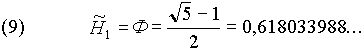 (9) H̃₁ = Φ = (√5 − 1)/2 = 0,618033988...